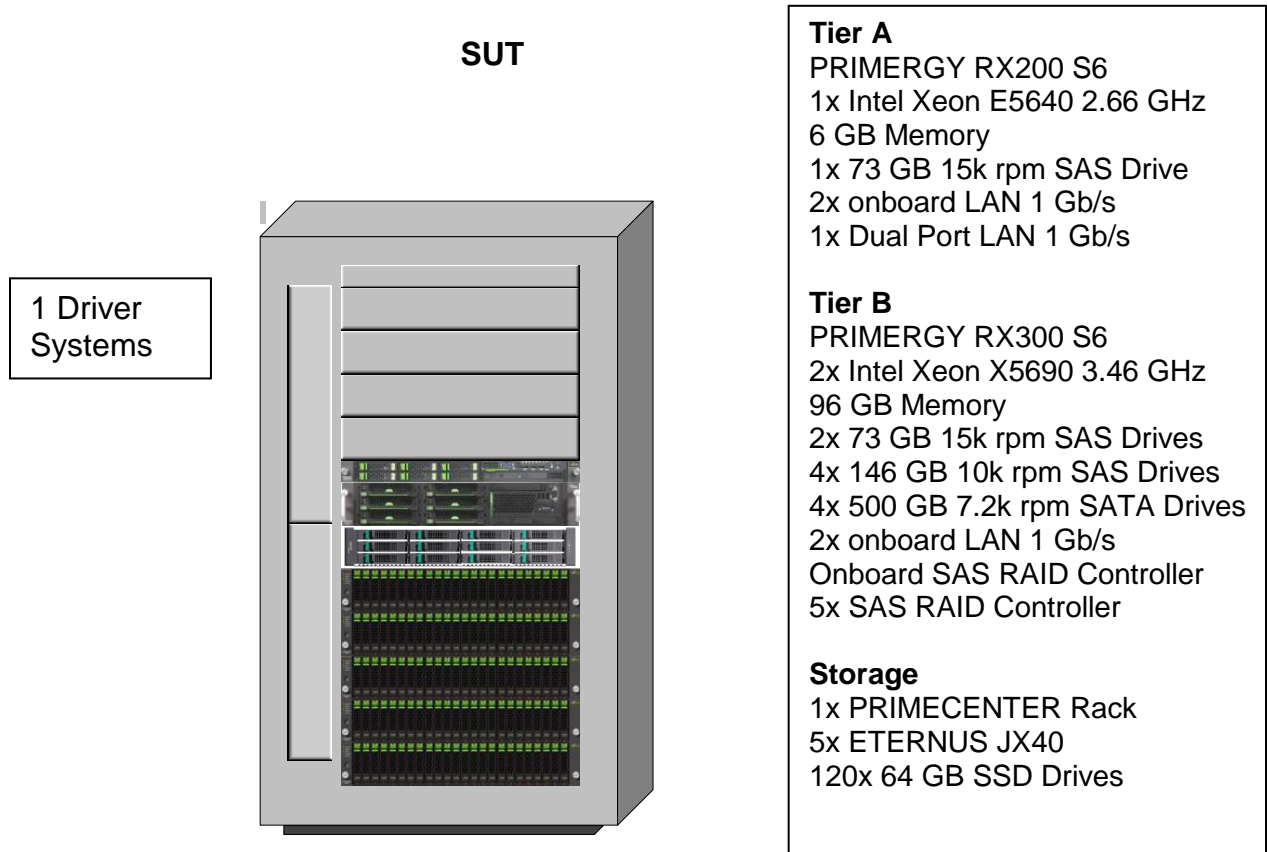 SUT
1 Driver
Systems
Tier A
PRIMERGY RX200 S6
1x Intel Xeon E5640 2.66 GHz
6 GB Memory
1x 73 GB 15k rpm SAS Drive
2x onboard LAN 1 Gb/s
1x Dual Port LAN 1 Gb/s
Tier B
PRIMERGY RX300 S6
2x Intel Xeon X5690 3.46 GHz
96 GB Memory
2x 73 GB 15k rpm SAS Drives
4x 146 GB 10k rpm SAS Drives
4x 500 GB 7.2k rpm SATA Drives
2x onboard LAN 1 Gb/s
Onboard SAS RAID Controller
5x SAS RAID Controller
Storage
1x PRIMECENTER Rack
5x ETERNUS JX40
120x 64 GB SSD Drives